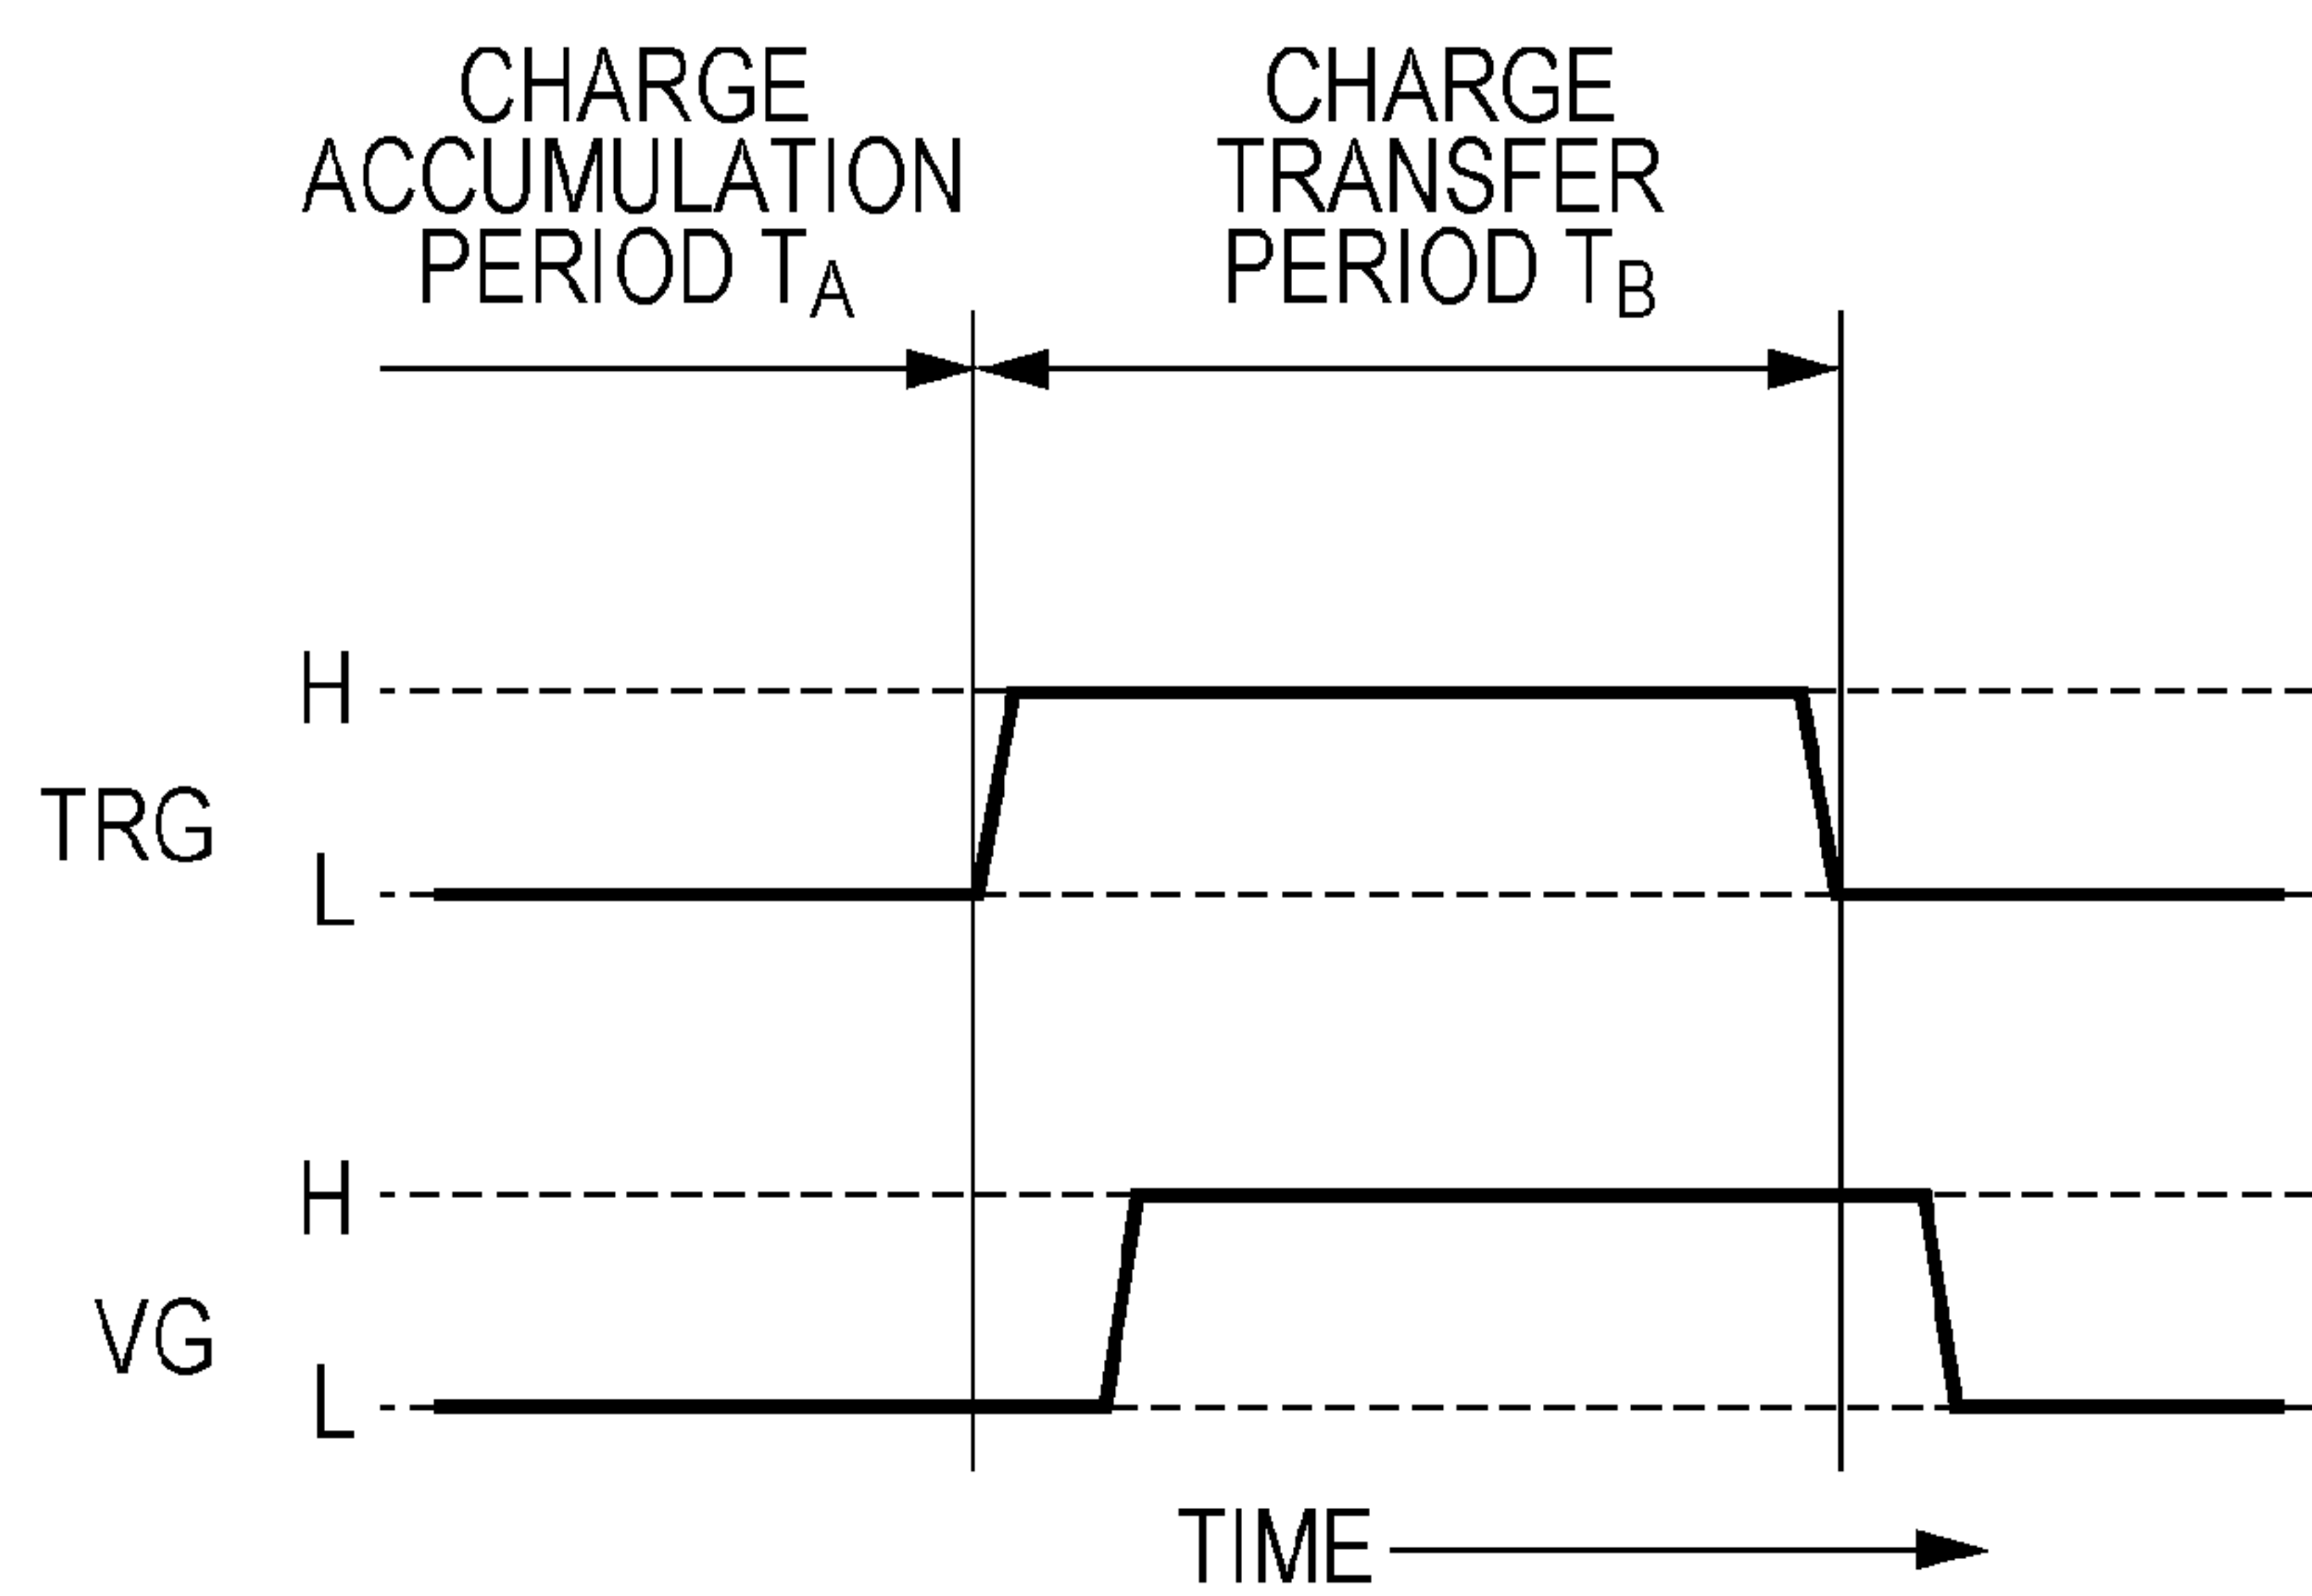 CHARGE
ACCUMULATION
PERIOD TA
CHARGE
TRANSFER
PERIOD TB
H
TRG
L
H
VG
L
TIME